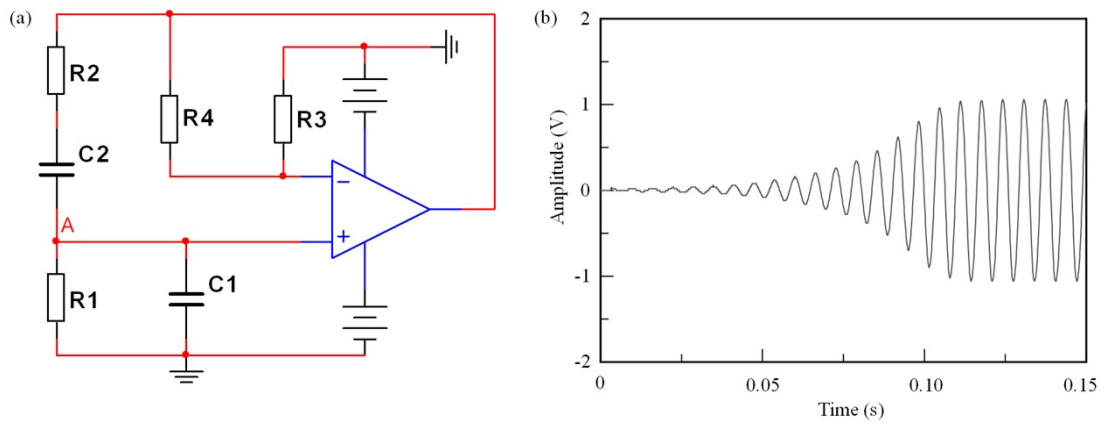 (a)
R2
R4
R3
C2
A
R1
C1
−
+
(b)
2
1
0
-1
-2
Amplitude (V)
0
0.05
0.10
0.15
Time (s)